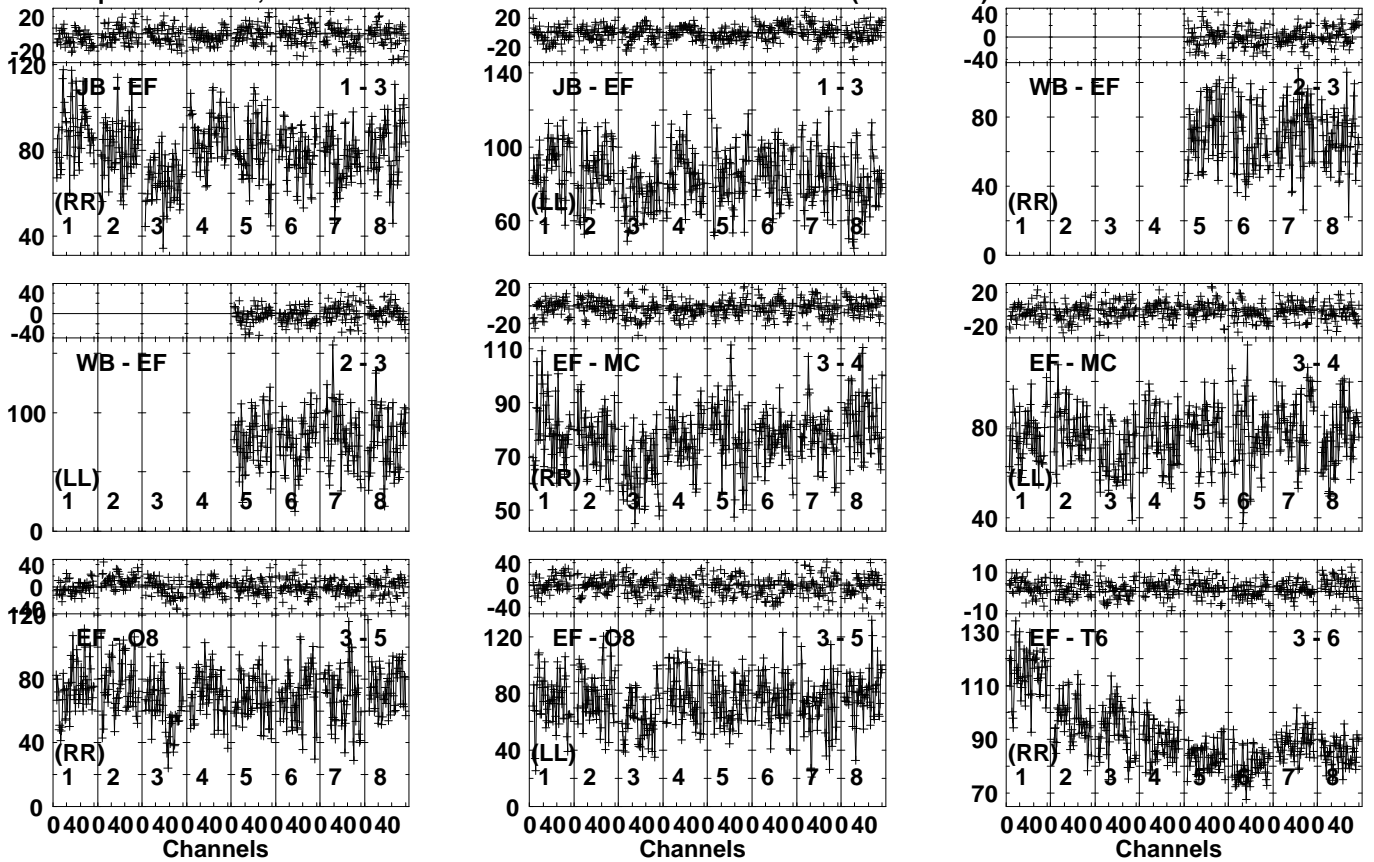 20 20 40
-20 -20 0
-40
120 JB - EF 1 - 3 140 JB - EF 1 - 3 WB - EF 2 - 3
80 100 80
40
(RR) (LL) (RR)
40 1 2 3 4 5 6 7 8 60 1 2 3 4 5 6 7 8 0 1 2 3 4 5 6 7 8
40 20 20
0
-40 -20 -20
WB - EF 2 - 3 110 EF - MC 3 - 4 EF - MC 3 - 4
100 90 80
70
(LL) (RR) (LL)
0 1 2 3 4 5 6 7 8 50 1 2 3 4 5 6 7 8 40 1 2 3 4 5 6 7 8
40 40 10
0 0
-40 -40 -10
120 EF - O8 3 - 5 120 EF - O8 3 - 5 130 EF - T6 3 - 6
80 80 110
40 40 90
(RR) (LL) (RR)
0 1 2 3 4 5 6 7 8 0 1 2 3 4 5 6 7 8 70 1 2 3 4 5 6 7 8
0 40 0 40 0 40 0 40 0 40 0 40 0 40 0 40 0 40 0 40 0 40 0 40 0 40 0 40 0 40 0 40 0 40 0 40 0 40 0 40 0 40 0 40 0 40 0 40
Channels Channels Channels